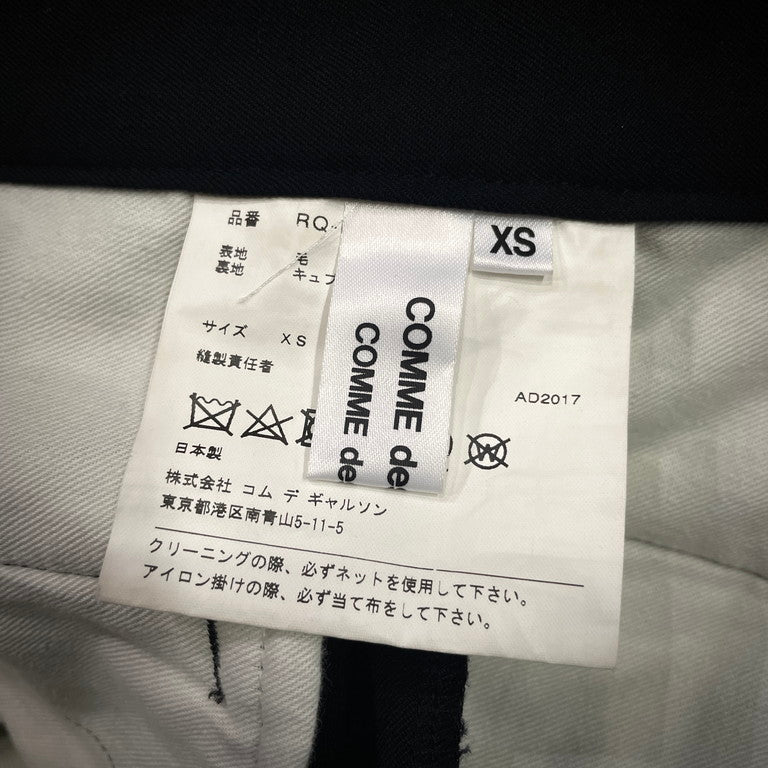 品番 RQ-
XS
表地 毛
裏地 キュプ
サイズ XS
縫製責任者
AD2017
COMME de
COMME de
W
日本製
株式会社 コム デ ギャルソン
東京都港区南青山5-11-5
クリーニングの際、必ずネットを使用して下さい。
アイロン掛けの際、必ず当て布をして下さい。